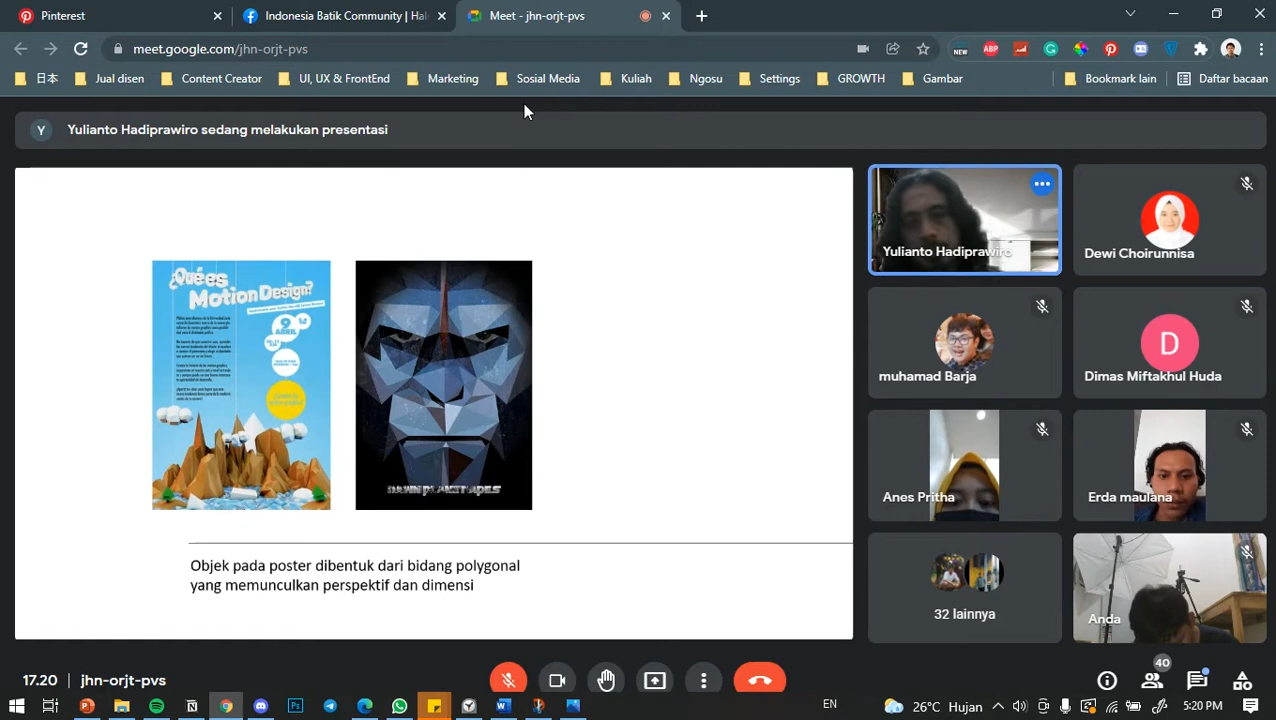 Pinterest
Indonesia Batik Community | Hal
Meet - jhn-orjt-pvs
meet.google.com/jhn-orjt-pvs
NEW
ABP
日本
Jual disen
Content Creator
UI, UX & FrontEnd
Marketing
Sosial Media
Kuliah
Ngosu
Settings
GROWTH
Gambar
Bookmark lain
Daftar bacaan
Y
Yulianto Hadiprawiro sedang melakukan presentasi
¿Qué es
Motion Design?
ABRIL
Objek pada poster dibentuk dari bidang polygonal
yang memunculkan perspektif dan dimensi
Yulianto Hadiprawiro
Dewi Choirunnisa
Muhammad Barja
D
Dimas Miftakhul Huda
Anes Pritha
Erda maulana
32 lainnya
Anda
17.20 | jhn-orjt-pvs
40
EN
26°C Hujan
5:20 PM